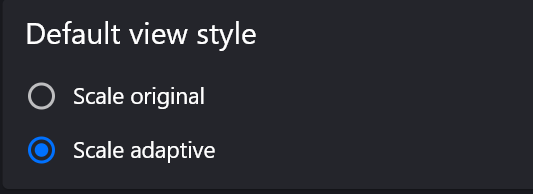 Default view style
Scale original
Scale adaptive